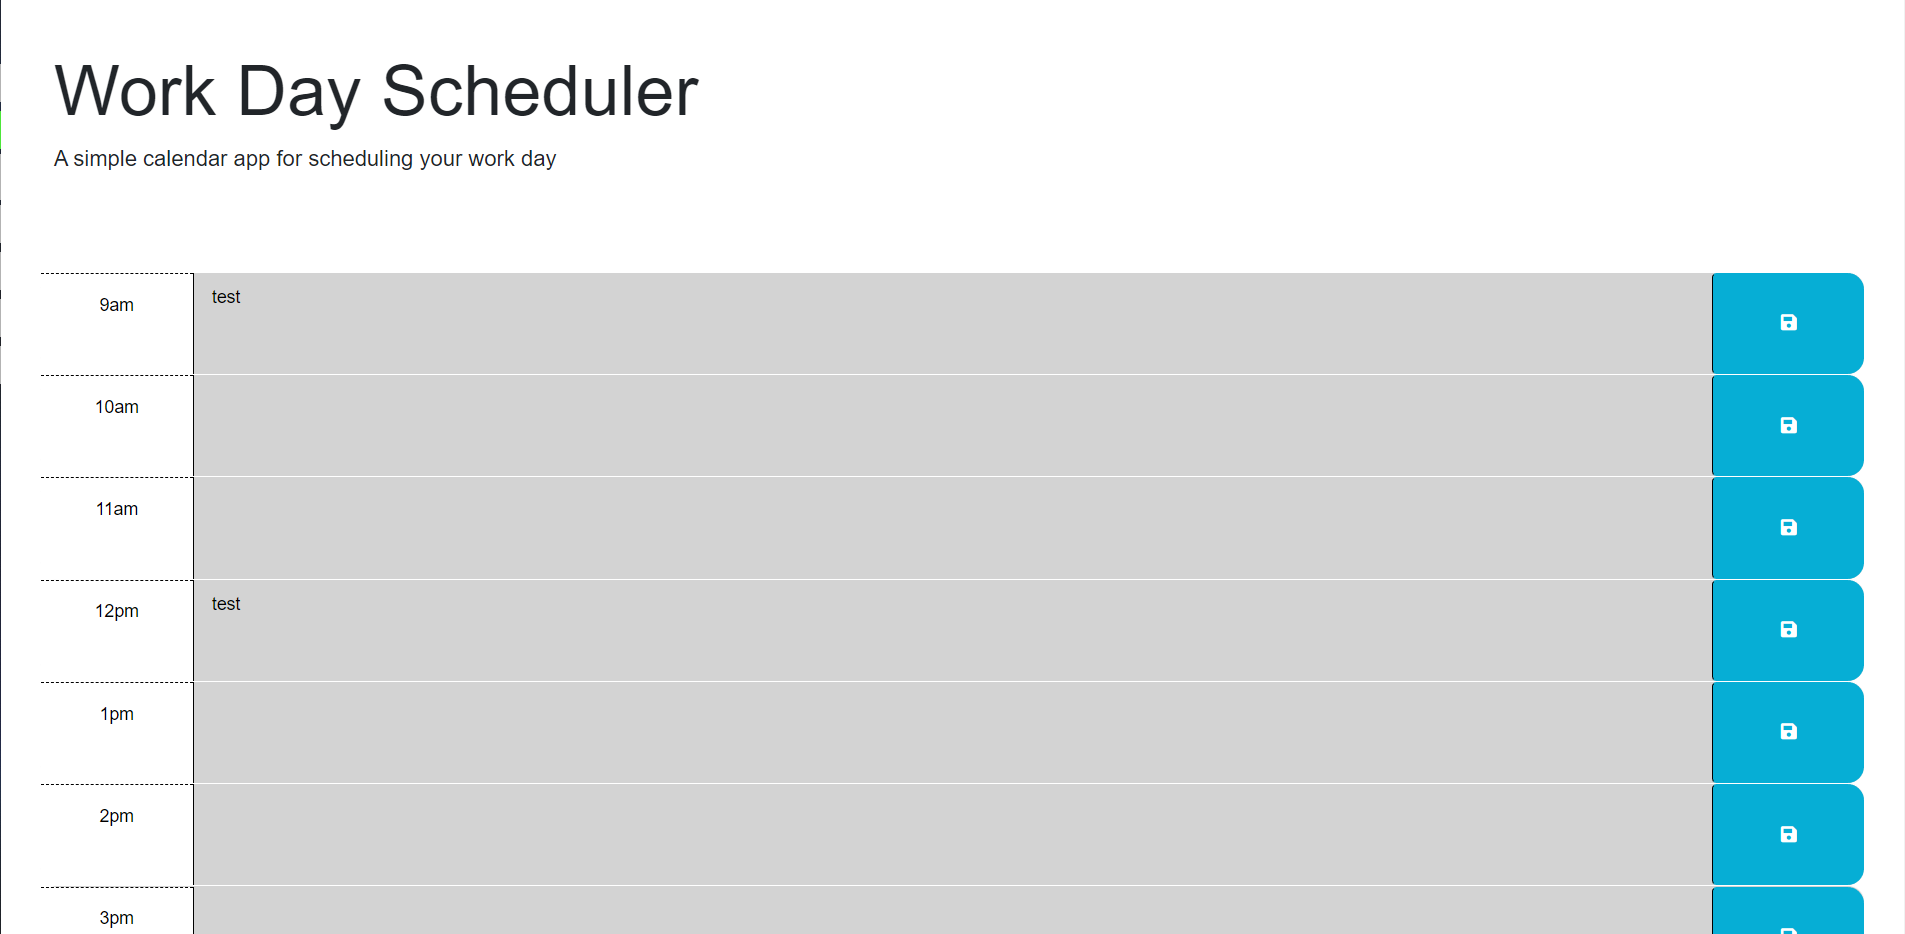 Work Day Scheduler
A simple calendar app for scheduling your work day
9am
test
10am
11am
12pm
test
1pm
2pm
3pm